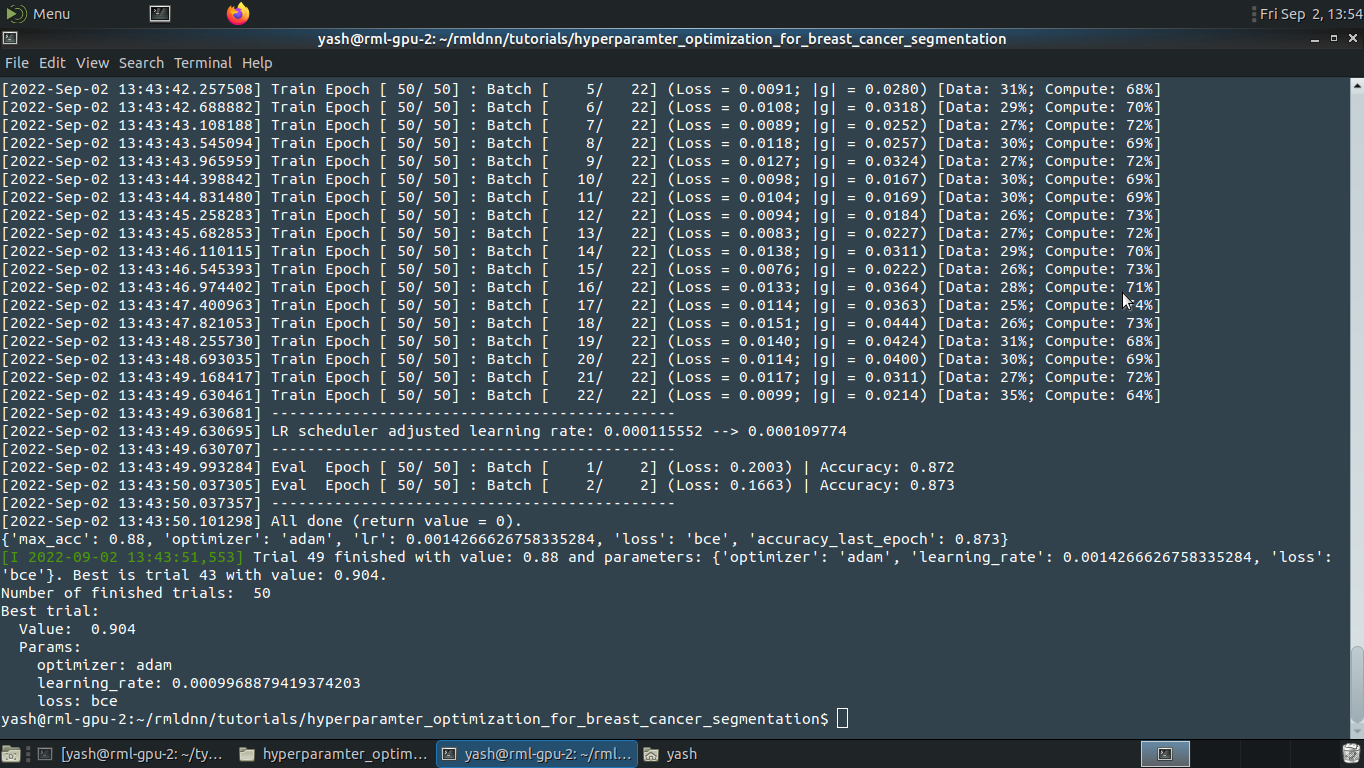 Menu
Fri Sep 2, 13:54
yash@rml-gpu-2: ~/rmldnn/tutorials/hyperparamter_optimization_for_breast_cancer_segmentation
File Edit View Search Terminal Help
[2022-Sep-02 13:43:42.257508] Train Epoch [ 50/ 50] : Batch [    5/   22] (Loss = 0.0091; |g| = 0.0280) [Data: 31%; Compute: 68%]
[2022-Sep-02 13:43:42.688882] Train Epoch [ 50/ 50] : Batch [    6/   22] (Loss = 0.0108; |g| = 0.0318) [Data: 29%; Compute: 70%]
[2022-Sep-02 13:43:43.108188] Train Epoch [ 50/ 50] : Batch [    7/   22] (Loss = 0.0089; |g| = 0.0252) [Data: 27%; Compute: 72%]
[2022-Sep-02 13:43:43.545094] Train Epoch [ 50/ 50] : Batch [    8/   22] (Loss = 0.0118; |g| = 0.0257) [Data: 30%; Compute: 69%]
[2022-Sep-02 13:43:43.965959] Train Epoch [ 50/ 50] : Batch [    9/   22] (Loss = 0.0127; |g| = 0.0324) [Data: 27%; Compute: 72%]
[2022-Sep-02 13:43:44.398842] Train Epoch [ 50/ 50] : Batch [   10/   22] (Loss = 0.0098; |g| = 0.0167) [Data: 30%; Compute: 69%]
[2022-Sep-02 13:43:44.831480] Train Epoch [ 50/ 50] : Batch [   11/   22] (Loss = 0.0104; |g| = 0.0169) [Data: 30%; Compute: 69%]
[2022-Sep-02 13:43:45.258283] Train Epoch [ 50/ 50] : Batch [   12/   22] (Loss = 0.0094; |g| = 0.0184) [Data: 26%; Compute: 73%]
[2022-Sep-02 13:43:45.682853] Train Epoch [ 50/ 50] : Batch [   13/   22] (Loss = 0.0083; |g| = 0.0227) [Data: 27%; Compute: 72%]
[2022-Sep-02 13:43:46.110115] Train Epoch [ 50/ 50] : Batch [   14/   22] (Loss = 0.0138; |g| = 0.0311) [Data: 29%; Compute: 70%]
[2022-Sep-02 13:43:46.545393] Train Epoch [ 50/ 50] : Batch [   15/   22] (Loss = 0.0076; |g| = 0.0222) [Data: 26%; Compute: 73%]
[2022-Sep-02 13:43:46.974402] Train Epoch [ 50/ 50] : Batch [   16/   22] (Loss = 0.0133; |g| = 0.0364) [Data: 28%; Compute: 71%]
[2022-Sep-02 13:43:47.400963] Train Epoch [ 50/ 50] : Batch [   17/   22] (Loss = 0.0114; |g| = 0.0363) [Data: 25%; Compute: 74%]
[2022-Sep-02 13:43:47.821053] Train Epoch [ 50/ 50] : Batch [   18/   22] (Loss = 0.0151; |g| = 0.0444) [Data: 26%; Compute: 73%]
[2022-Sep-02 13:43:48.255730] Train Epoch [ 50/ 50] : Batch [   19/   22] (Loss = 0.0140; |g| = 0.0424) [Data: 31%; Compute: 68%]
[2022-Sep-02 13:43:48.693035] Train Epoch [ 50/ 50] : Batch [   20/   22] (Loss = 0.0114; |g| = 0.0400) [Data: 30%; Compute: 69%]
[2022-Sep-02 13:43:49.168417] Train Epoch [ 50/ 50] : Batch [   21/   22] (Loss = 0.0117; |g| = 0.0311) [Data: 27%; Compute: 72%]
[2022-Sep-02 13:43:49.630461] Train Epoch [ 50/ 50] : Batch [   22/   22] (Loss = 0.0099; |g| = 0.0214) [Data: 35%; Compute: 64%]
[2022-Sep-02 13:43:49.630681] ---------------------------------------------
[2022-Sep-02 13:43:49.630695] LR scheduler adjusted learning rate: 0.000115552 --> 0.000109774
[2022-Sep-02 13:43:49.630707] ---------------------------------------------
[2022-Sep-02 13:43:49.993284] Eval  Epoch [ 50/ 50] : Batch [    1/    2] (Loss: 0.2003) | Accuracy: 0.872
[2022-Sep-02 13:43:50.037305] Eval  Epoch [ 50/ 50] : Batch [    2/    2] (Loss: 0.1663) | Accuracy: 0.873
[2022-Sep-02 13:43:50.037357] ---------------------------------------------
[2022-Sep-02 13:43:50.101298] All done (return value = 0).
{'max_acc': 0.88, 'optimizer': 'adam', 'lr': 0.0014266626758335284, 'loss': 'bce', 'accuracy_last_epoch': 0.873}
[I 2022-09-02 13:43:51,553] Trial 49 finished with value: 0.88 and parameters: {'optimizer': 'adam', 'learning_rate': 0.0014266626758335284, 'loss':
'bce'}. Best is trial 43 with value: 0.904.
Number of finished trials:  50
Best trial:
  Value:  0.904
  Params:
    optimizer: adam
    learning_rate: 0.0009968879419374203
    loss: bce
yash@rml-gpu-2:~/rmldnn/tutorials/hyperparamter_optimization_for_breast_cancer_segmentation$
[yash@rml-gpu-2: ~/ty... hyperparamter_optim... yash@rml-gpu-2: ~/rml... yash